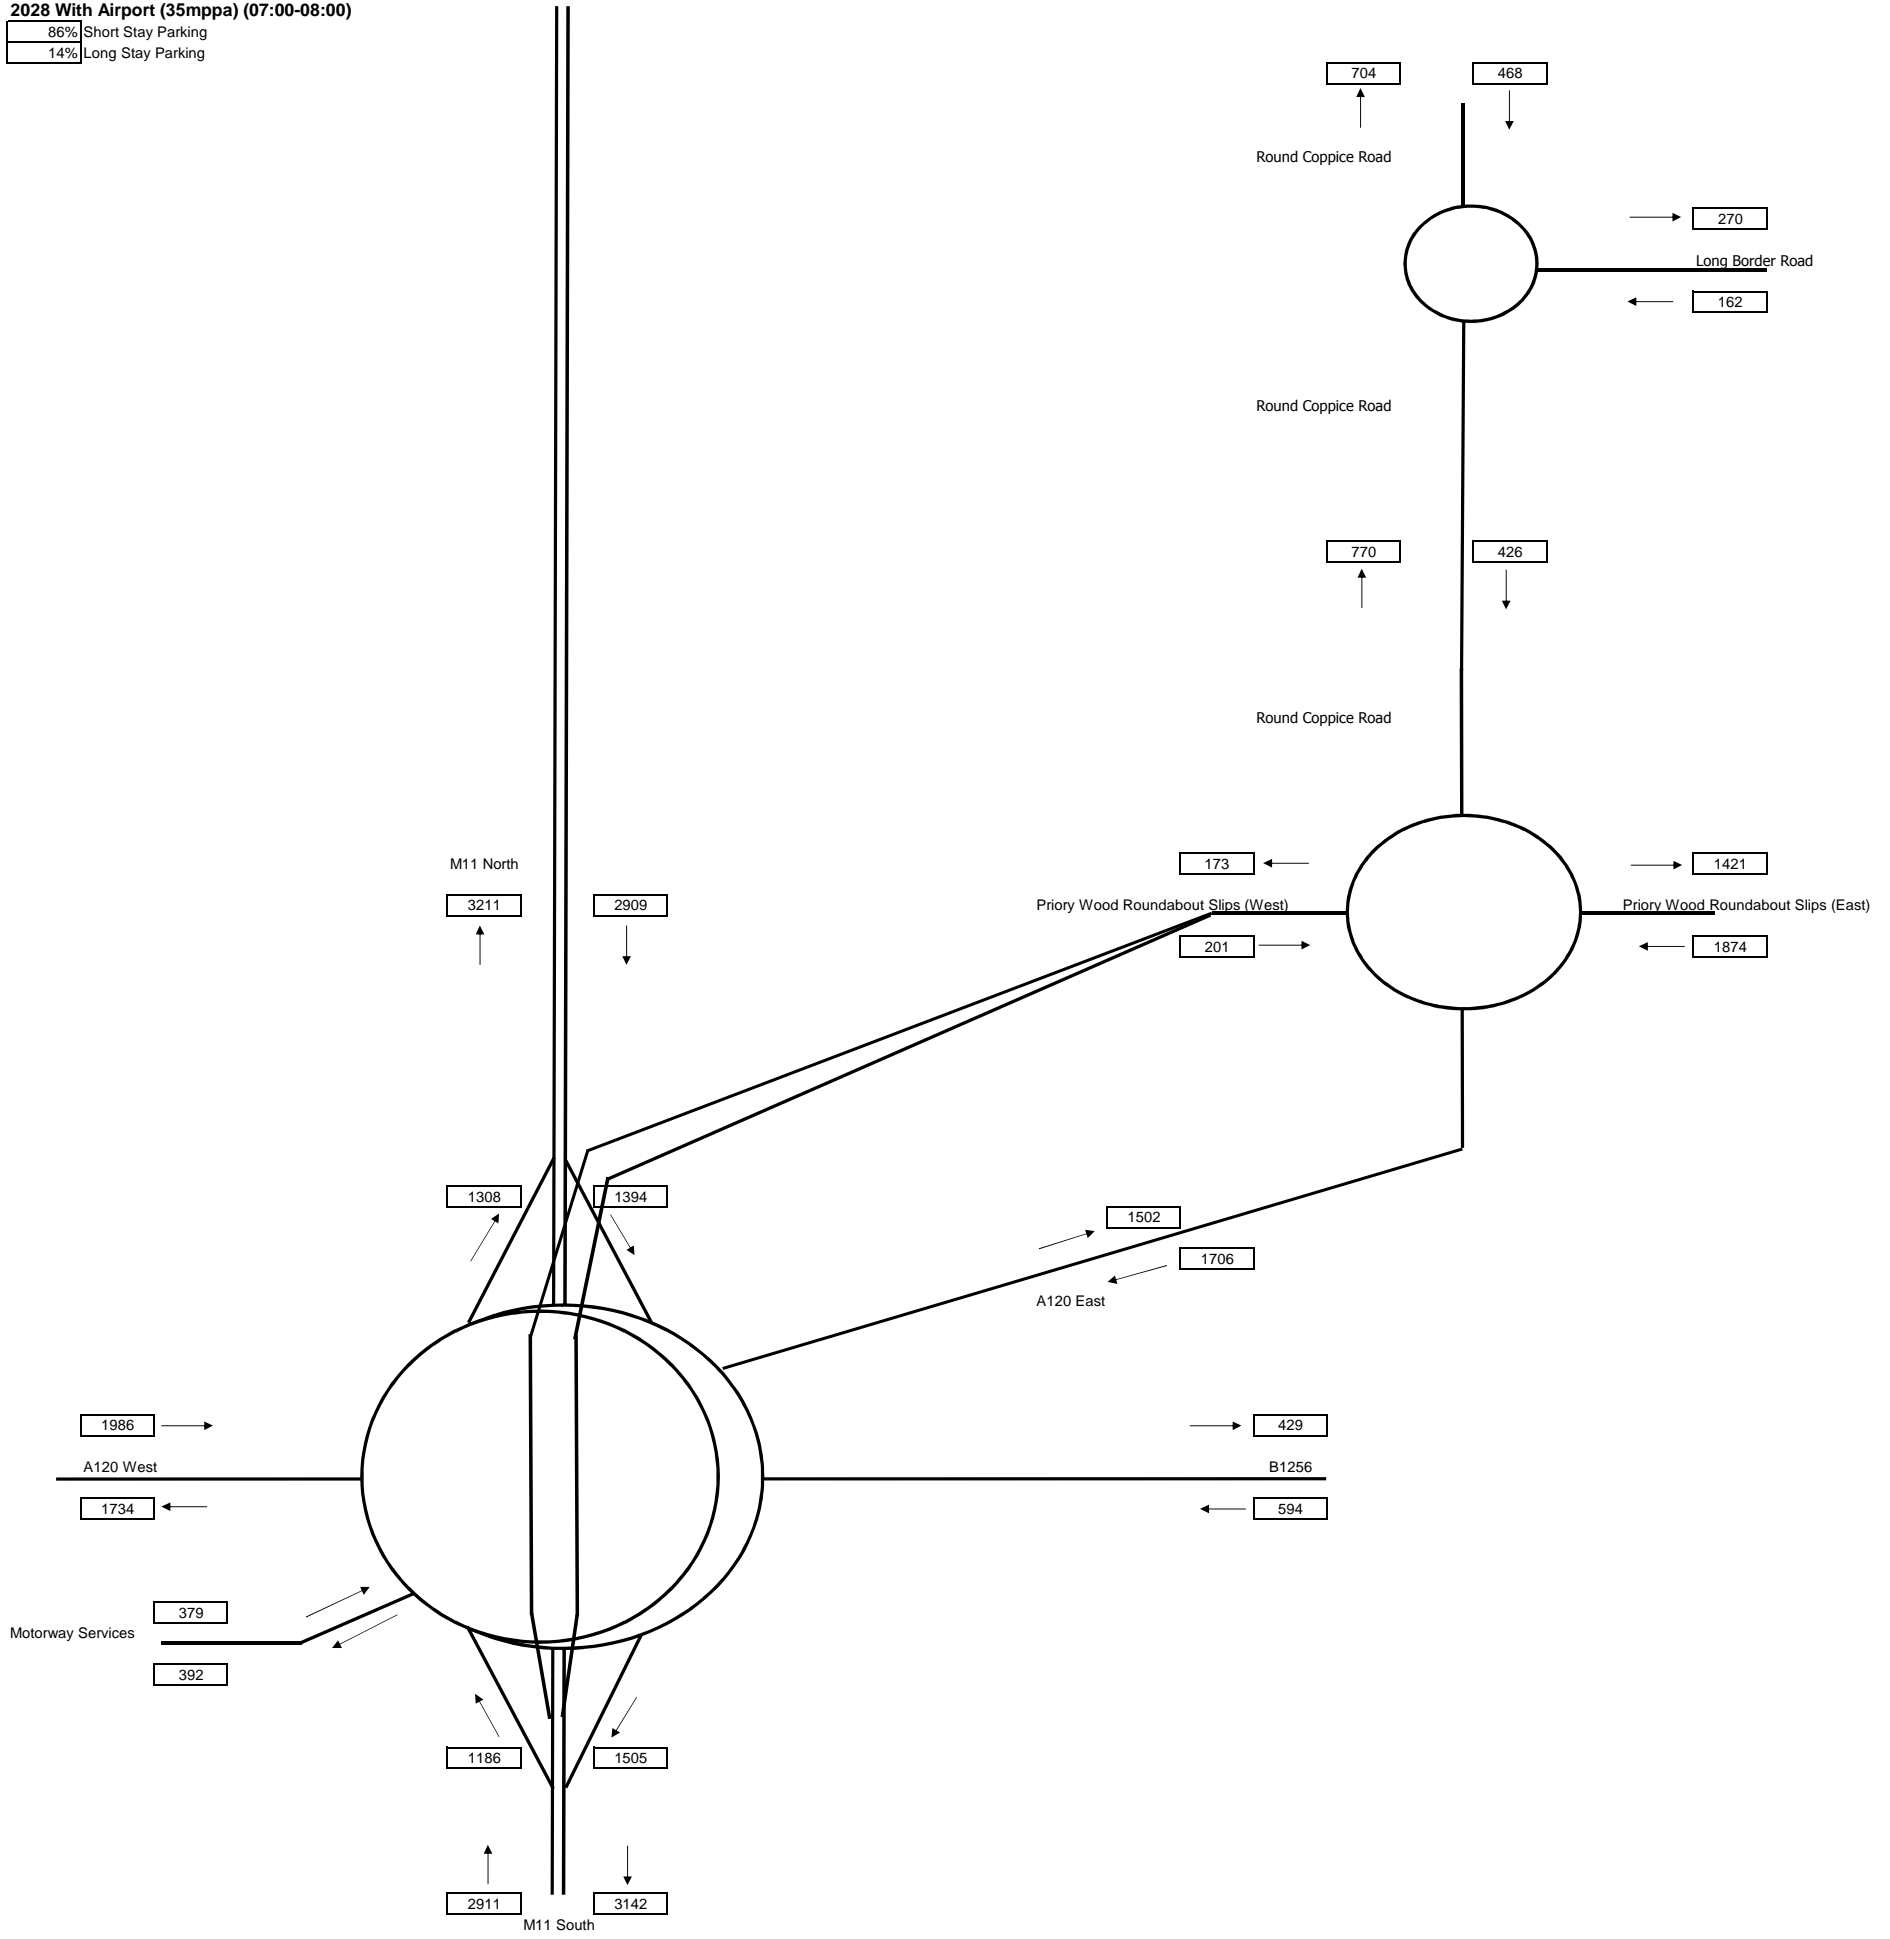 2028 With Airport (35mppa) (07:00-08:00)
86% Short Stay Parking
14% Long Stay Parking
704 468
Round Coppice Road
270
Long Border Road
162
Round Coppice Road
770 426
Round Coppice Road
M11 North
173 1421
Priory Wood Roundabout Slips (West) Priory Wood Roundabout Slips (East)
3211 2909
201 1874
1308 1394
1502
1706
A120 East
1986 429
A120 West B1256
1734 594
379
Motorway Services
392
1186 1505
2911 3142
M11 South